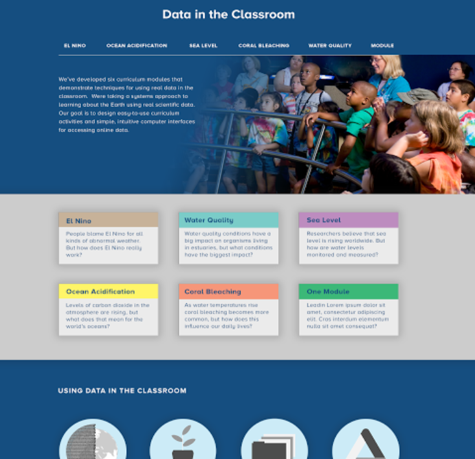 Data in the Classroom
EL NINO OCEAN ACIDIFICATION SEA LEVEL CORAL BLEACHING WATER QUALITY MODULE
We've developed six curriculum modules that
demonstrate techniques for using real data in the
classroom. Were taking a systems approach to
learning about the Earth using real scientific data.
Our goal is to design easy-to-use curriculum
activities and simple, intuitive computer interfaces
for accessing online data.
El Nino
People blame El Nino for all
kinds of abnormal weather.
But how does El Nino really
work?
Water Quality
Water quality conditions have a
big impact on organisms living
in estuaries, but what conditions
have the biggest impact?
Sea Level
Researchers believe that sea
level is rising worldwide. But
how are water levels
monitored and measured?
Ocean Acidification
Levels of carbon dioxide in the
atmosphere are rising, but
what does that mean for the
world's oceans?
Coral Bleaching
As water temperatures rise
coral bleaching becomes more
common, but how does this
influence our daily lives?
One Module
Leadin Lorem ipsum dolor sit
amet, consectetur adipiscing
elit. Cras interdum elementum
nulla sit amet consequat?
USING DATA IN THE CLASSROOM